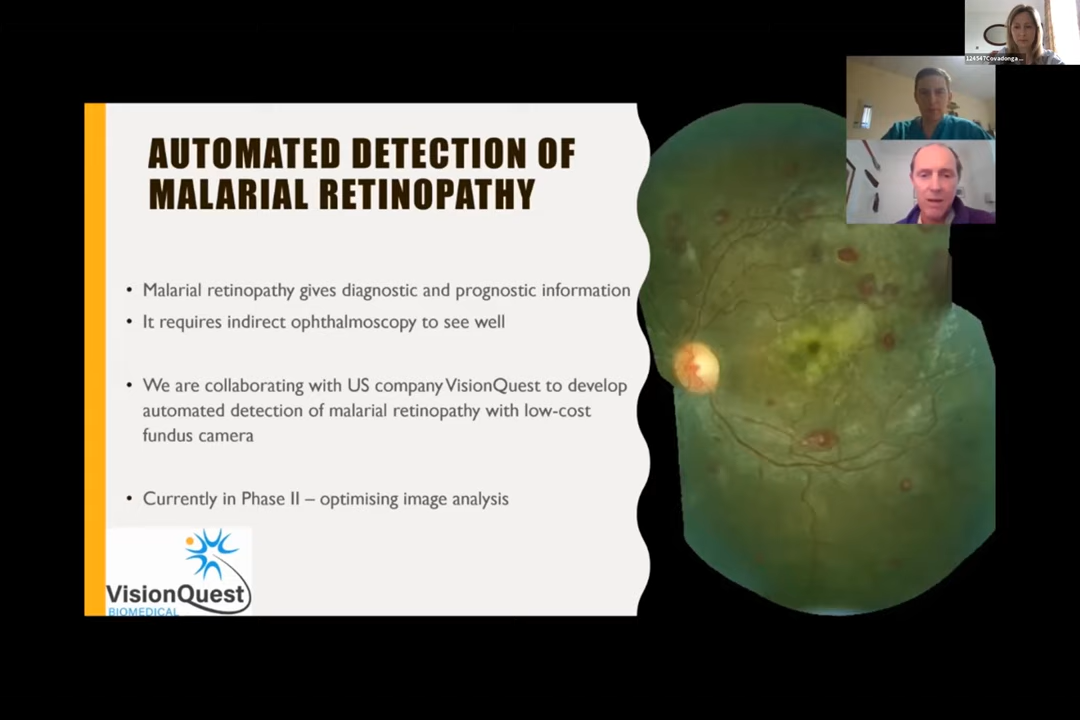 124547Covadonga ...
AUTOMATED DETECTION OF
MALARIAL RETINOPATHY
• Malarial retinopathy gives diagnostic and prognostic information
• It requires indirect ophthalmoscopy to see well
• We are collaborating with US company VisionQuest to develop
automated detection of malarial retinopathy with low-cost
fundus camera
• Currently in Phase II – optimising image analysis
VisionQuest
BIOMEDICAL